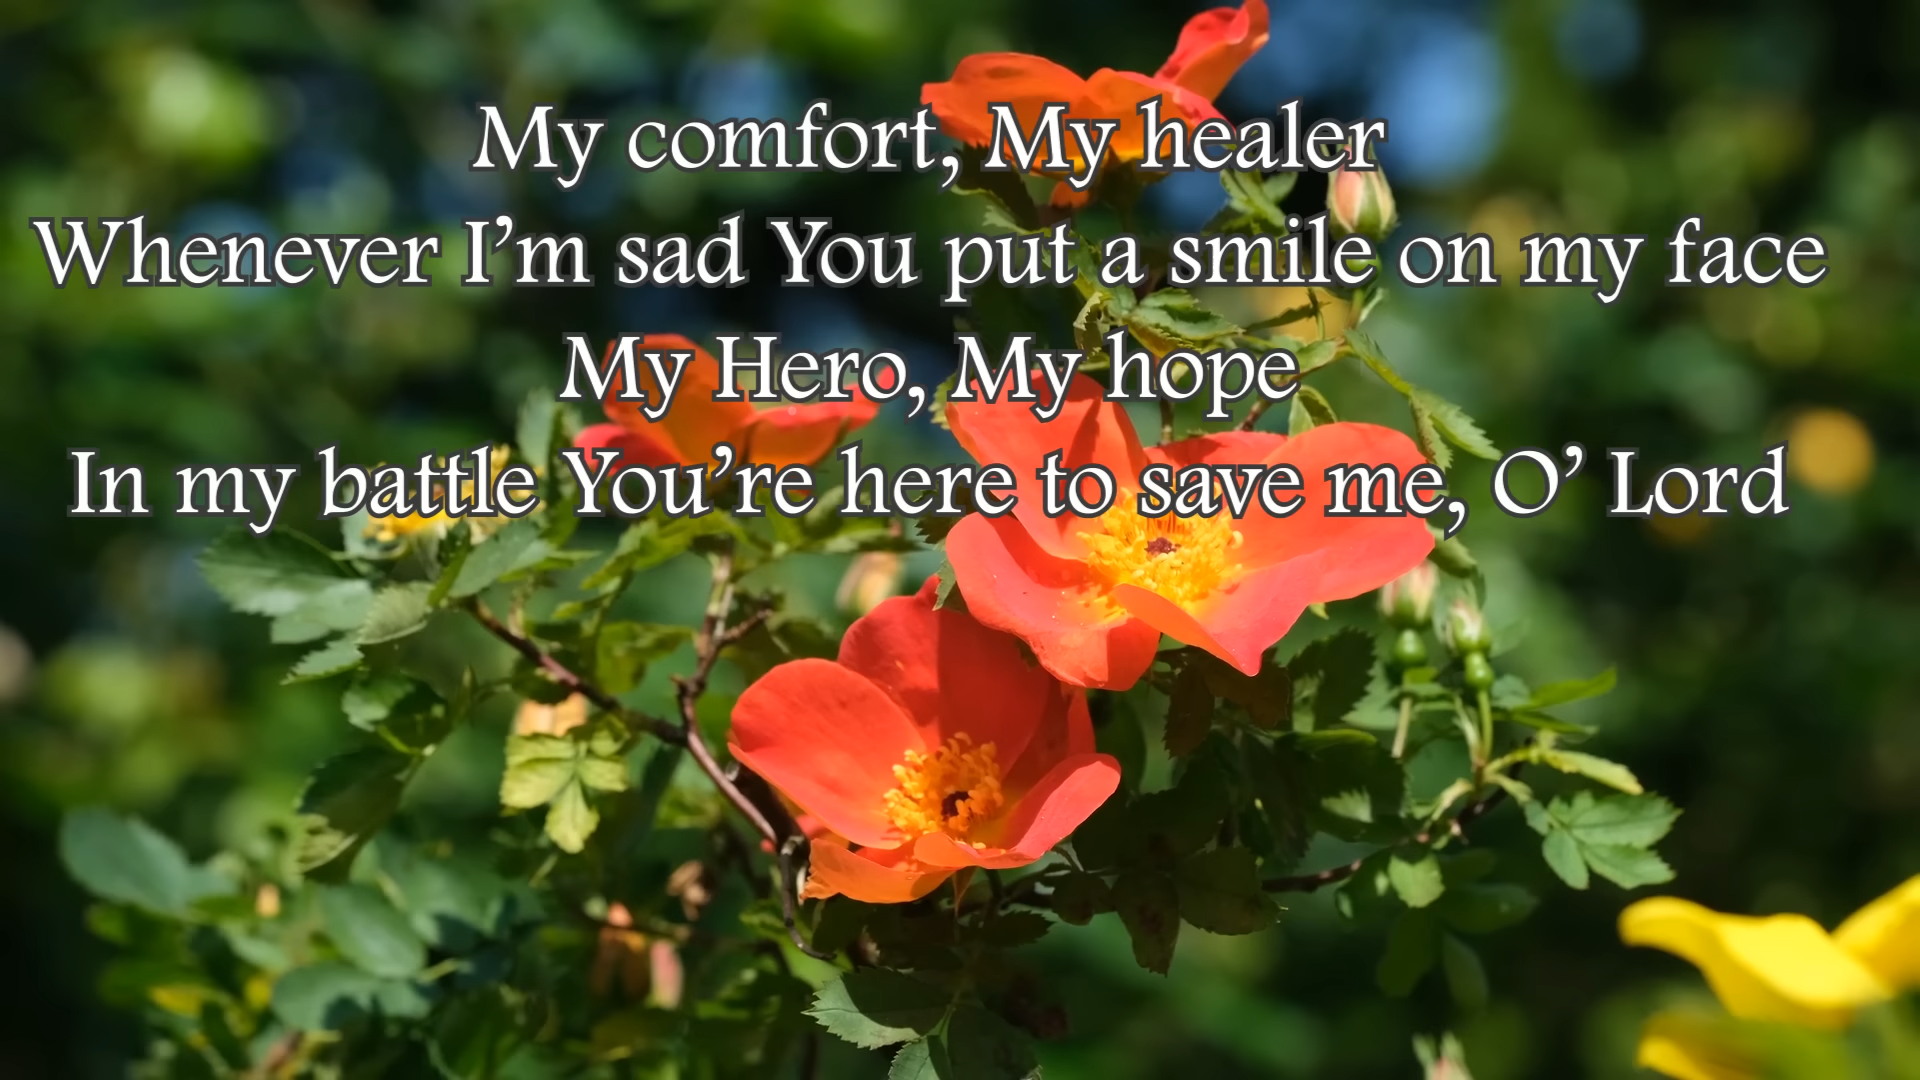 My comfort, My healer
Whenever I’m sad You put a smile on my face
My Hero, My hope
In my battle You’re here to save me, O’ Lord